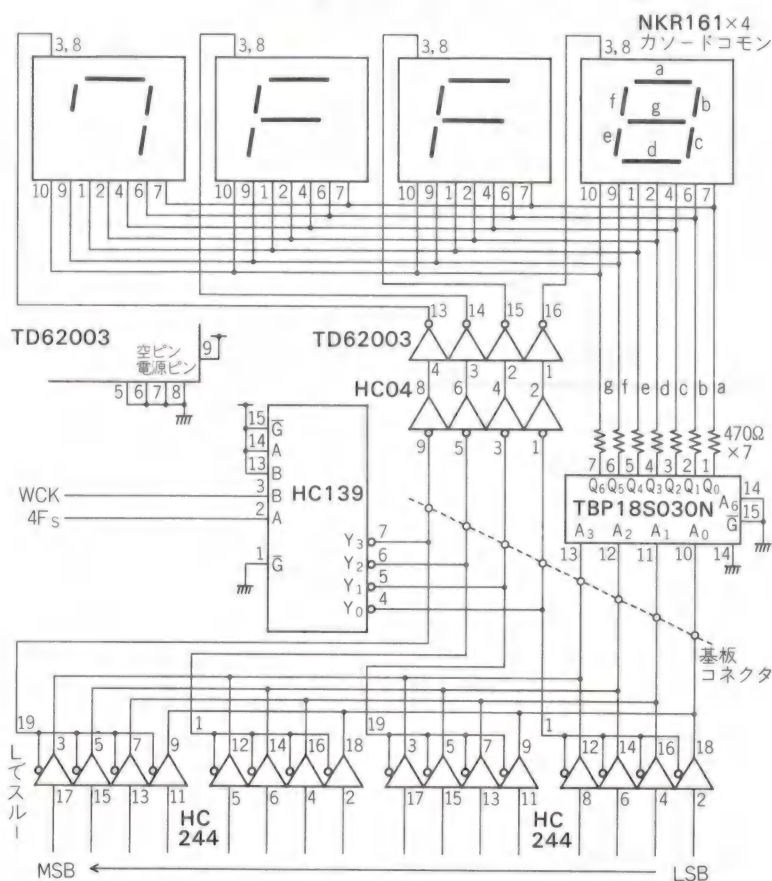 NKR161×4
カソードコモン
3,8 3,8 3,8 3,8
a
f g b
e d c
10 9 1 2 4 6 7 10 9 1 2 4 6 7 10 9 1 2 4 6 7 10 9 1 2 4 6 7
TD62003
空ピン
電源ピン
9
5 6 7 8
13 14 15 16
TD62003
4 3 2 1
HC04
8 6 4 2
9 5 3 1
g f e d c b a
470Ω
×7
7 6 5 4 3 2 1
Q6 Q5 Q4 Q3 Q2 Q1 Q0
TBP18S030N
A6 14
G 15
A3 A2 A1 A0
13 12 11 10 14
15 G
14 A
13 B
HC139
WCK 3 B
4FS 2 A
1 G
Y3 7
Y2 6
Y1 5
Y0 4
基板
コネクタ
19 1 19 1
3 5 7 9 12 14 16 18 3 5 7 9 12 14 16 18
Lてスルー
17 15 13 11 5 6 4 2 17 15 13 11 8 6 4 2
HC
244
HC
244
MSB LSB